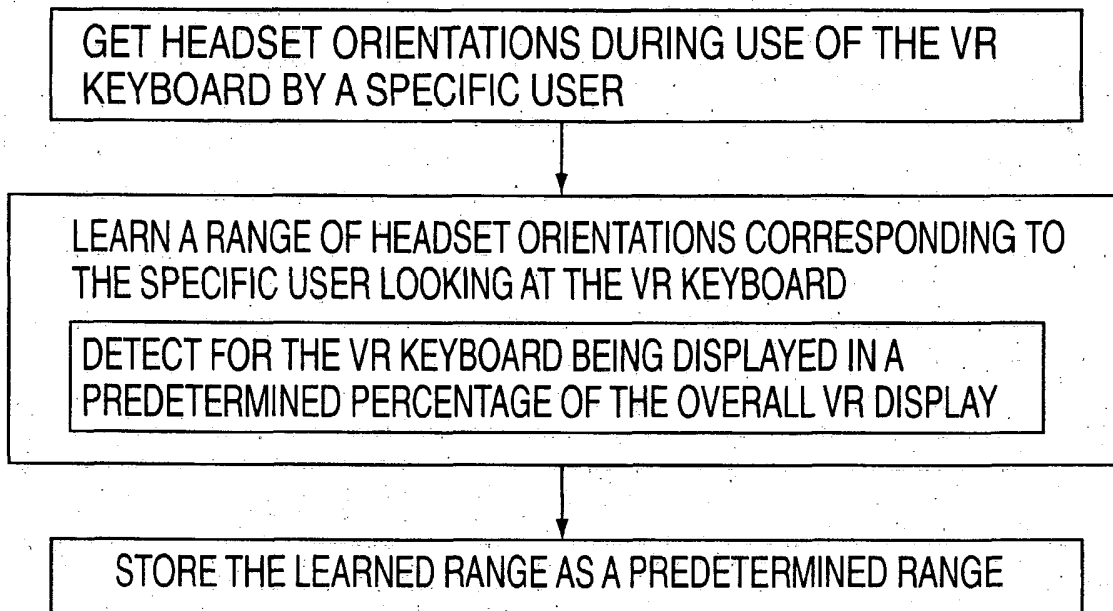 GET HEADSET ORIENTATIONS DURING USE OF THE VR
KEYBOARD BY A SPECIFIC USER
LEARN A RANGE OF HEADSET ORIENTATIONS CORRESPONDING TO
THE SPECIFIC USER LOOKING AT THE VR KEYBOARD
DETECT FOR THE VR KEYBOARD BEING DISPLAYED IN A
PREDETERMINED PERCENTAGE OF THE OVERALL VR DISPLAY
STORE THE LEARNED RANGE AS A PREDETERMINED RANGE